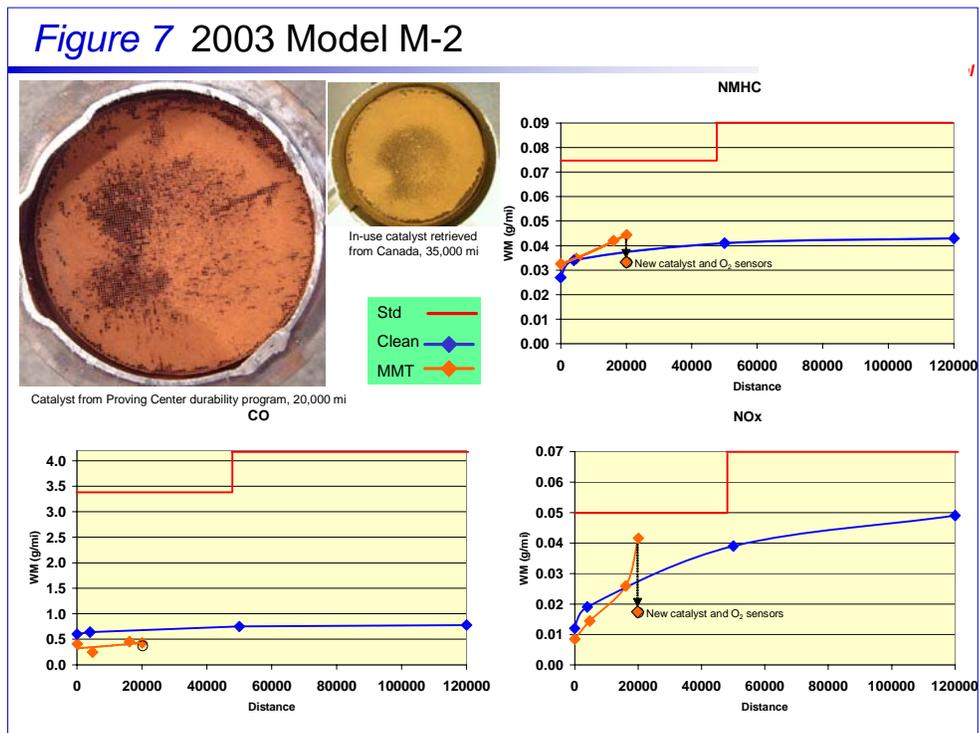 Figure 7 2003 Model M-2
In-use catalyst retrieved
from Canada, 35,000 mi
Std
Clean
MMT
Catalyst from Proving Center durability program, 20,000 mi
NMHC
WM (g/mi)
0.09
0.08
0.07
0.06
0.05
0.04
0.03
0.02
0.01
0.00
New catalyst and O₂ sensors
0 20000 40000 60000 80000 100000 120000
Distance
CO
WM (g/mi)
4.0
3.5
3.0
2.5
2.0
1.5
1.0
0.5
0.0
0 20000 40000 60000 80000 100000 120000
Distance
NOx
WM (g/mi)
0.07
0.06
0.05
0.04
0.03
0.02
0.01
0.00
New catalyst and O₂ sensors
0 20000 40000 60000 80000 100000 120000
Distance